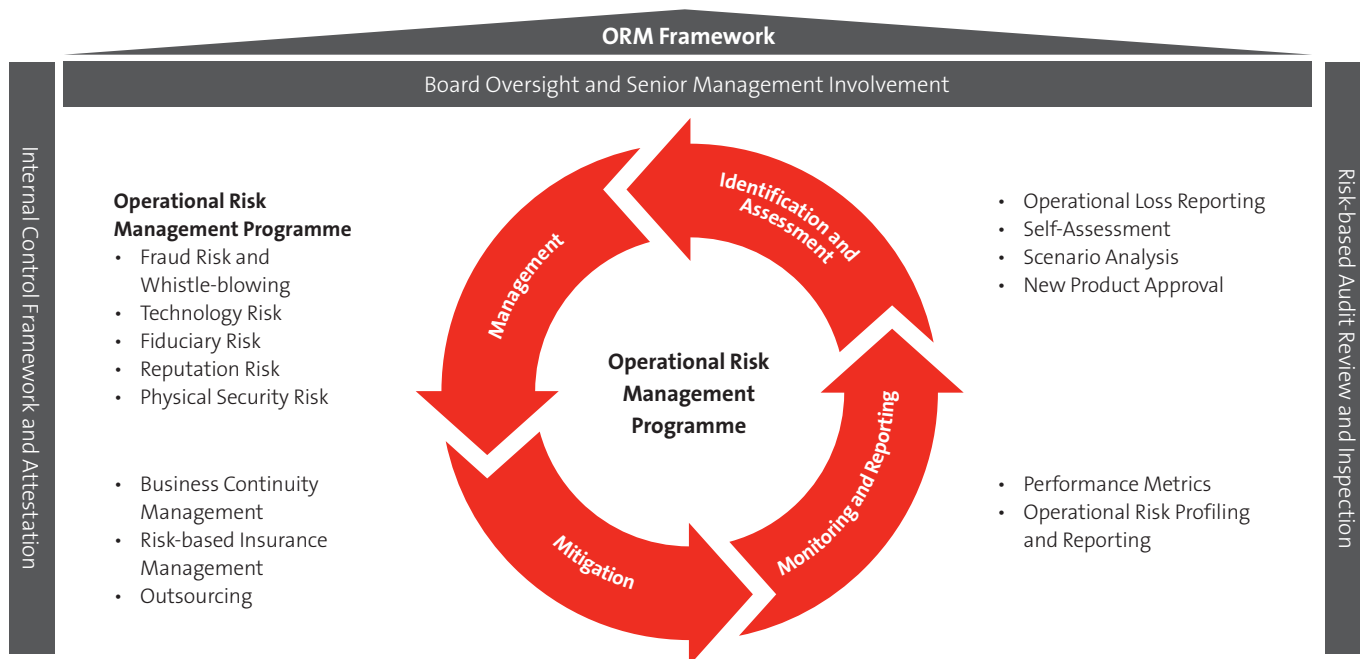 ORM Framework
Board Oversight and Senior Management Involvement
Internal Control Framework and Attestation
Operational Risk
Management Programme
• Fraud Risk and
Whistle-blowing
• Technology Risk
• Fiduciary Risk
• Reputation Risk
• Physical Security Risk
• Business Continuity
Management
• Risk-based Insurance
Management
• Outsourcing
Management
Identification and
Assessment
Operational Risk
Management
Programme
Mitigation
Monitoring and Reporting
• Operational Loss Reporting
• Self-Assessment
• Scenario Analysis
• New Product Approval
• Performance Metrics
• Operational Risk Profiling
and Reporting
Risk-based Audit Review and Inspection